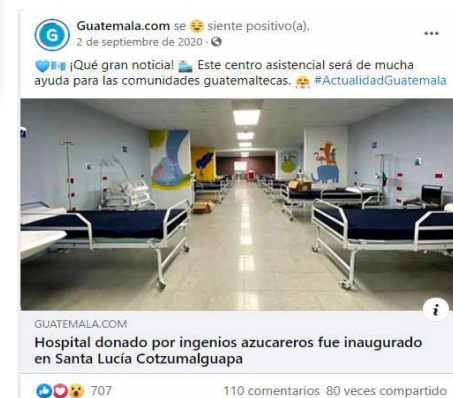 Guatemala.com se 😌 siente positivo(a).
2 de septiembre de 2020 ·
💙🇬🇹 ¡Qué gran noticia! 🏊 Este centro asistencial será de mucha
ayuda para las comunidades guatemaltecas. 🤗 #ActualidadGuatemala
GUATEMALA.COM
Hospital donado por ingenios azucareros fue inaugurado
en Santa Lucía Cotzumalguapa
707 110 comentarios 80 veces compartido